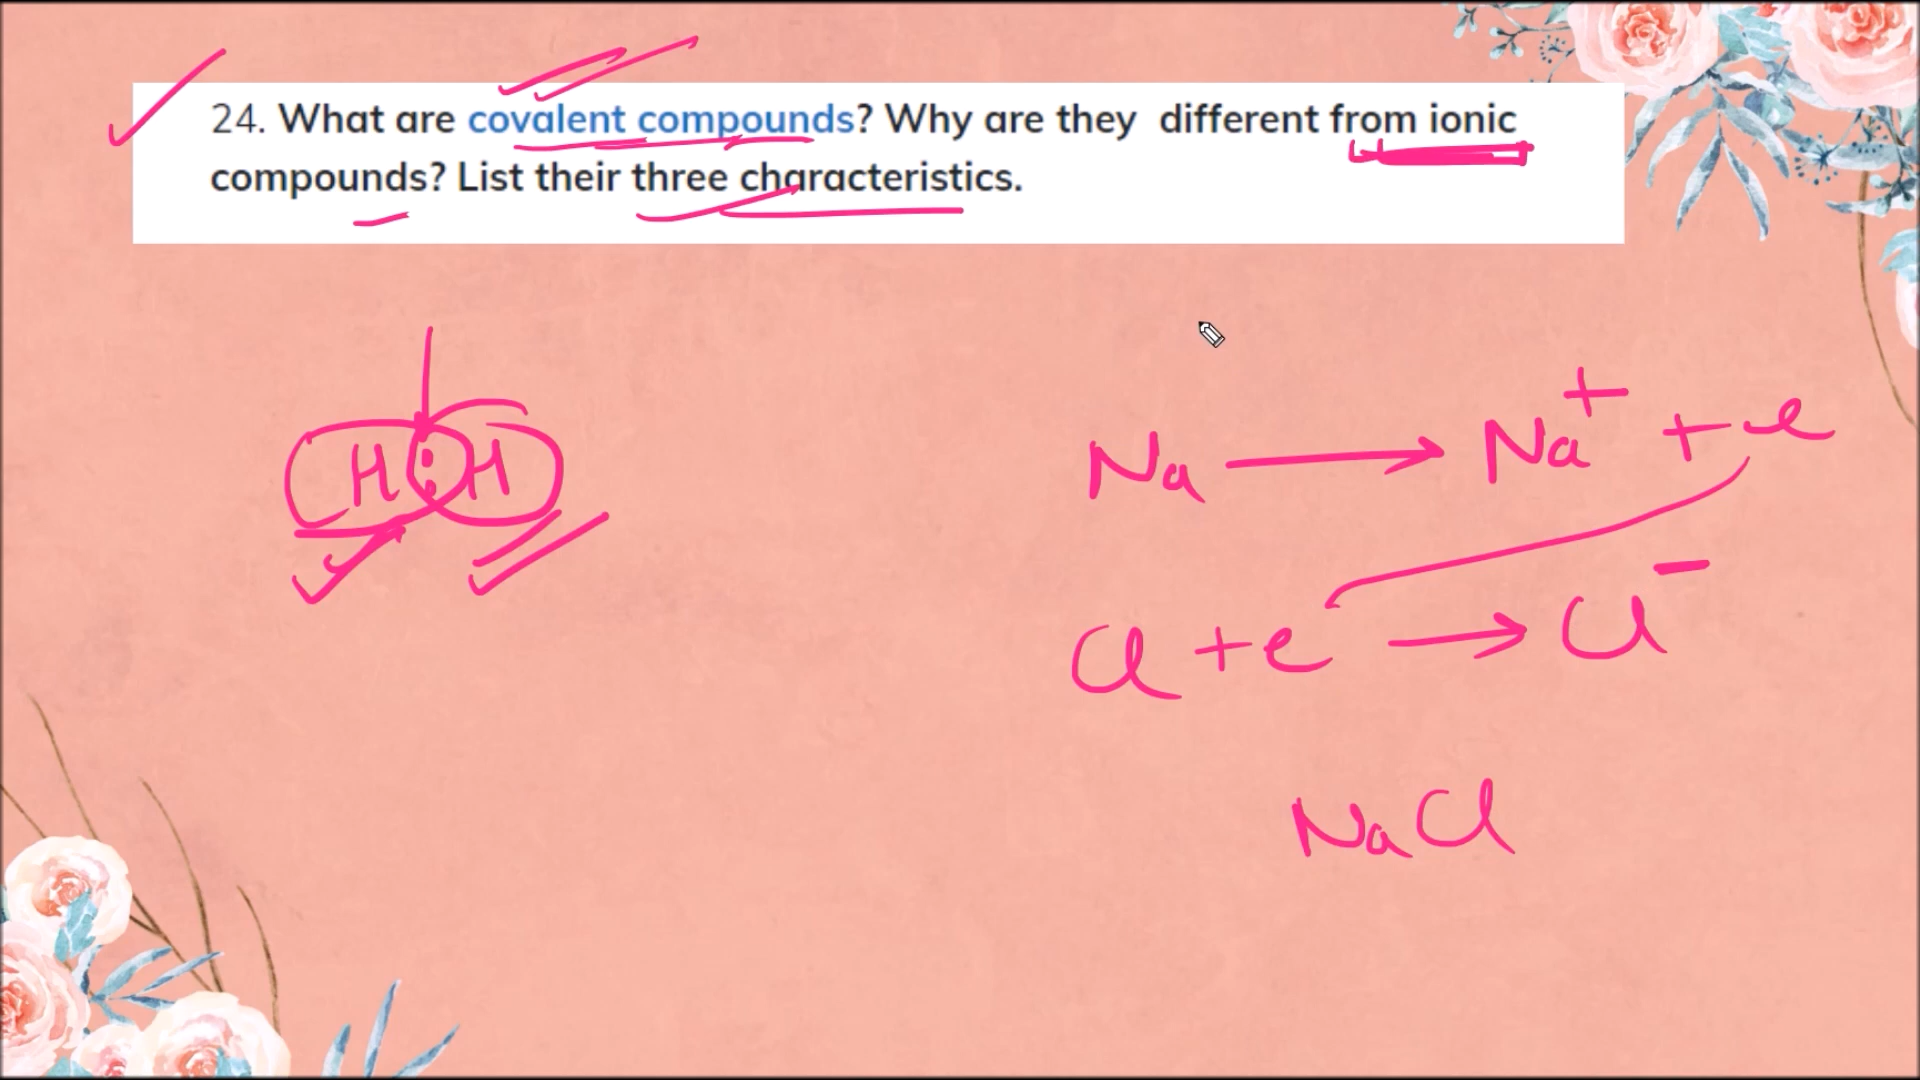 24. What are covalent compounds? Why are they different from ionic
compounds? List their three characteristics.
H : H
Na → Na+ + e
Cl + e → Cl-
NaCl